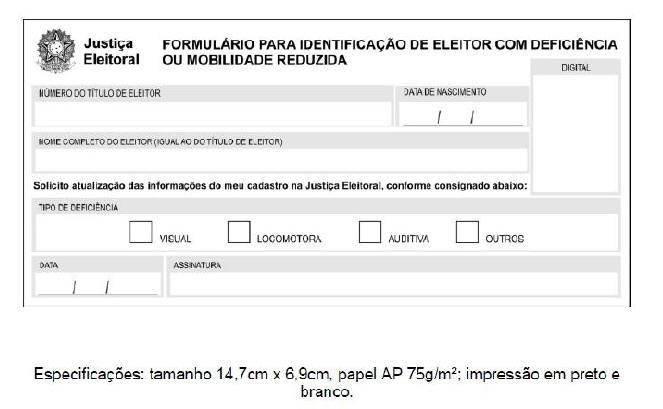 Justiça
Eleitoral
FORMULÁRIO PARA IDENTIFICAÇÃO DE ELEITOR COM DEFICIÊNCIA
OU MOBILIDADE REDUZIDA
DIGITAL
NÚMERO DO TÍTULO DE ELEITOR
DATA DE NASCIMENTO
/ /
NOME COMPLETO DO ELEITOR (IGUAL AO DO TÍTULO DE ELEITOR)
Solicito atualização das informações do meu cadastro na Justiça Eleitoral, conforme consignado abaixo:
TIPO DE DEFICIÊNCIA
VISUAL
LOCOMOTORA
AUDITIVA
OUTROS
DATA
ASSINATURA
/ /
Especificações: tamanho 14,7cm x 6,9cm, papel AP 75g/m²; impressão em preto e
branco.